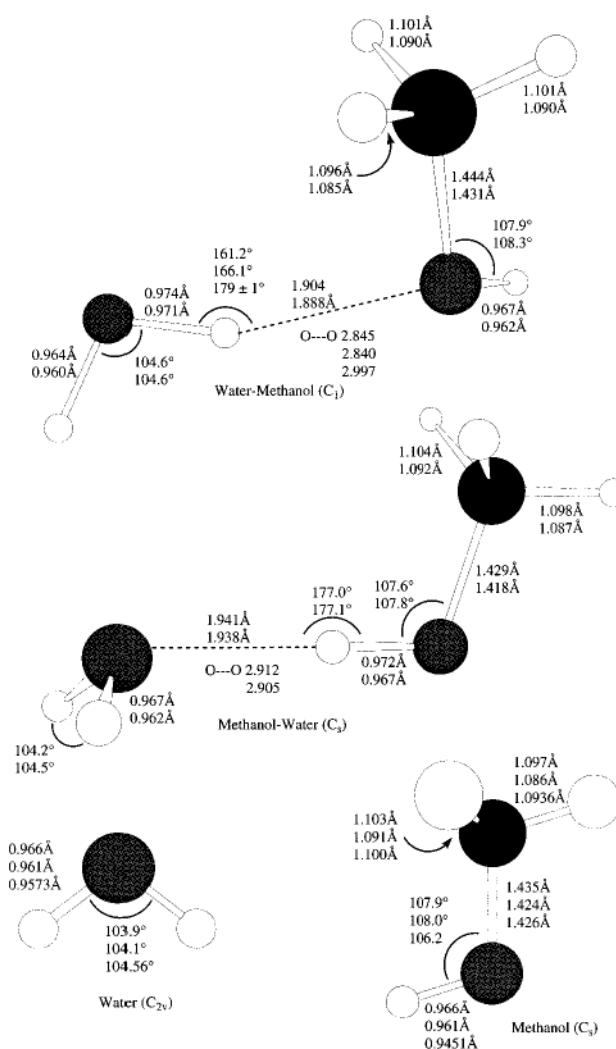 1.101Å
1.090Å
1.101Å
1.090Å
1.096Å
1.085Å
1.444Å
1.431Å
107.9°
108.3°
161.2°
166.1°
179 ± 1°
1.904
1.888Å
0.974Å
0.971Å
0.967Å
0.962Å
O---O 2.845
2.840
2.997
0.964Å
0.960Å
104.6°
104.6°
Water-Methanol (C₁)
1.104Å
1.092Å
1.098Å
1.087Å
1.429Å
1.418Å
177.0°
177.1°
107.6°
107.8°
1.941Å
1.938Å
O---O 2.912
2.905
0.972Å
0.967Å
0.967Å
0.962Å
Methanol-Water (Cₛ)
104.2°
104.5°
1.097Å
1.086Å
1.0936Å
1.103Å
1.091Å
1.100Å
0.966Å
0.961Å
0.9573Å
1.435Å
1.424Å
1.426Å
107.9°
108.0°
106.2
103.9°
104.1°
104.56°
Water (C₂ᵥ)
0.966Å
0.961Å
0.9451Å
Methanol (Cₛ)